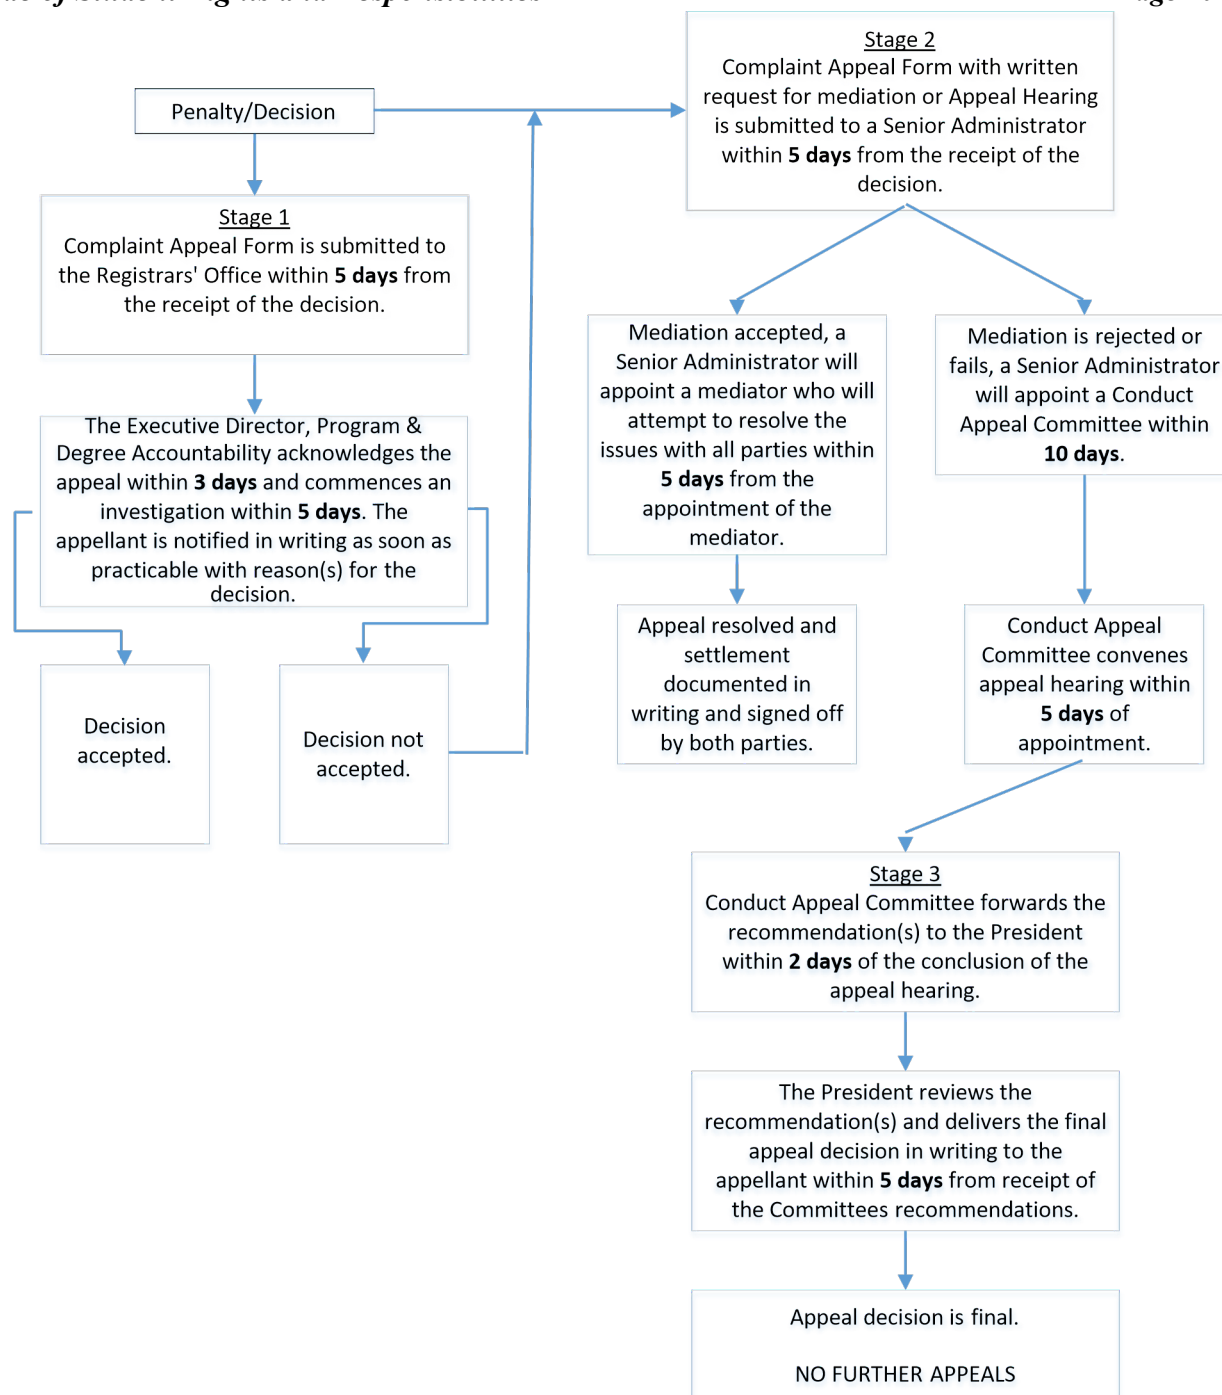 of Student Rights and Responsibilities
Penalty/Decision
Stage 1
Complaint Appeal Form is submitted to
the Registrars' Office within 5 days from
the receipt of the decision.
The Executive Director, Program &
Degree Accountability acknowledges the
appeal within 3 days and commences an
investigation within 5 days. The
appellant is notified in writing as soon as
practicable with reason(s) for the
decision.
Decision
accepted.
Decision not
accepted.
Stage 2
Complaint Appeal Form with written
request for mediation or Appeal Hearing
is submitted to a Senior Administrator
within 5 days from the receipt of the
decision.
Mediation accepted, a
Senior Administrator will
appoint a mediator who will
attempt to resolve the
issues with all parties within
5 days from the
appointment of the
mediator.
Appeal resolved and
settlement
documented in
writing and signed off
by both parties.
Mediation is rejected or
fails, a Senior Administrator
will appoint a Conduct
Appeal Committee within
10 days.
Conduct Appeal
Committee convenes
appeal hearing within
5 days of
appointment.
Stage 3
Conduct Appeal Committee forwards the
recommendation(s) to the President
within 2 days of the conclusion of the
appeal hearing.
The President reviews the
recommendation(s) and delivers the final
appeal decision in writing to the
appellant within 5 days from receipt of
the Committees recommendations.
Appeal decision is final.
NO FURTHER APPEALS